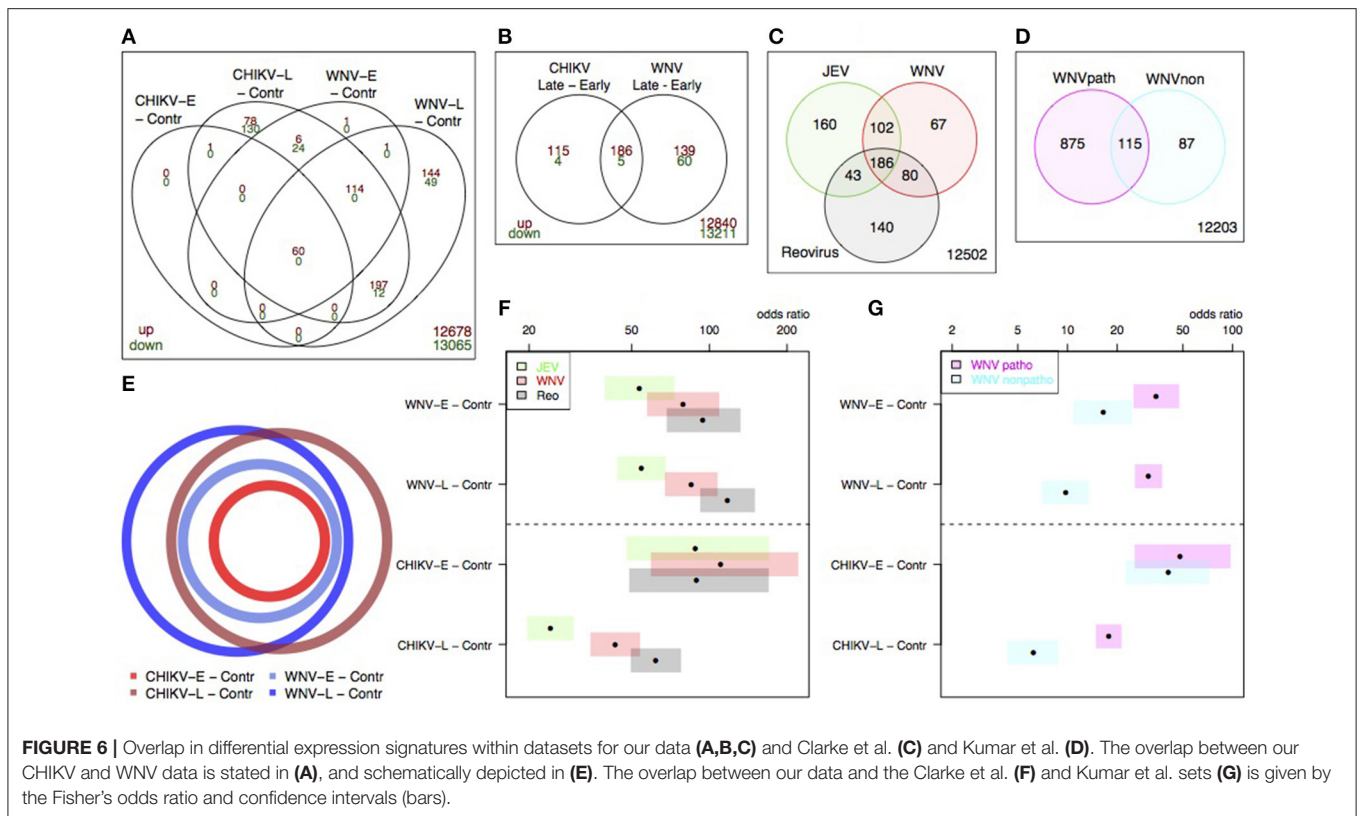 A
CHIKV–E
– Contr
CHIKV–L
– Contr
WNV–E
– Contr
WNV–L
– Contr
0
0
1
0
78
130
6
24
1
0
1
0
144
49
0
0
114
0
60
0
0
0
197
12
0
0
0
0
0
0
up
down
12678
13065
B
CHIKV
Late – Early
WNV
Late - Early
115
4
186
5
139
60
up
down
12840
13211
C
JEV
WNV
160
102
67
186
43
80
140
Reovirus
12502
D
WNVpath
WNVnon
875
115
87
12203
E
CHIKV–E – Contr
CHIKV–L – Contr
WNV–E – Contr
WNV–L – Contr
F
odds ratio
20
50
100
200
JEV
WNV
Reo
WNV–E – Contr
WNV–L – Contr
CHIKV–E – Contr
CHIKV–L – Contr
G
odds ratio
2
5
10
20
50
100
WNV patho
WNV nonpatho
WNV–E – Contr
WNV–L – Contr
CHIKV–E – Contr
CHIKV–L – Contr
FIGURE 6 | Overlap in differential expression signatures within datasets for our data (A,B,C) and Clarke et al. (C) and Kumar et al. (D). The overlap between our
CHIKV and WNV data is stated in (A), and schematically depicted in (E). The overlap between our data and the Clarke et al. (F) and Kumar et al. sets (G) is given by
the Fisher's odds ratio and confidence intervals (bars).